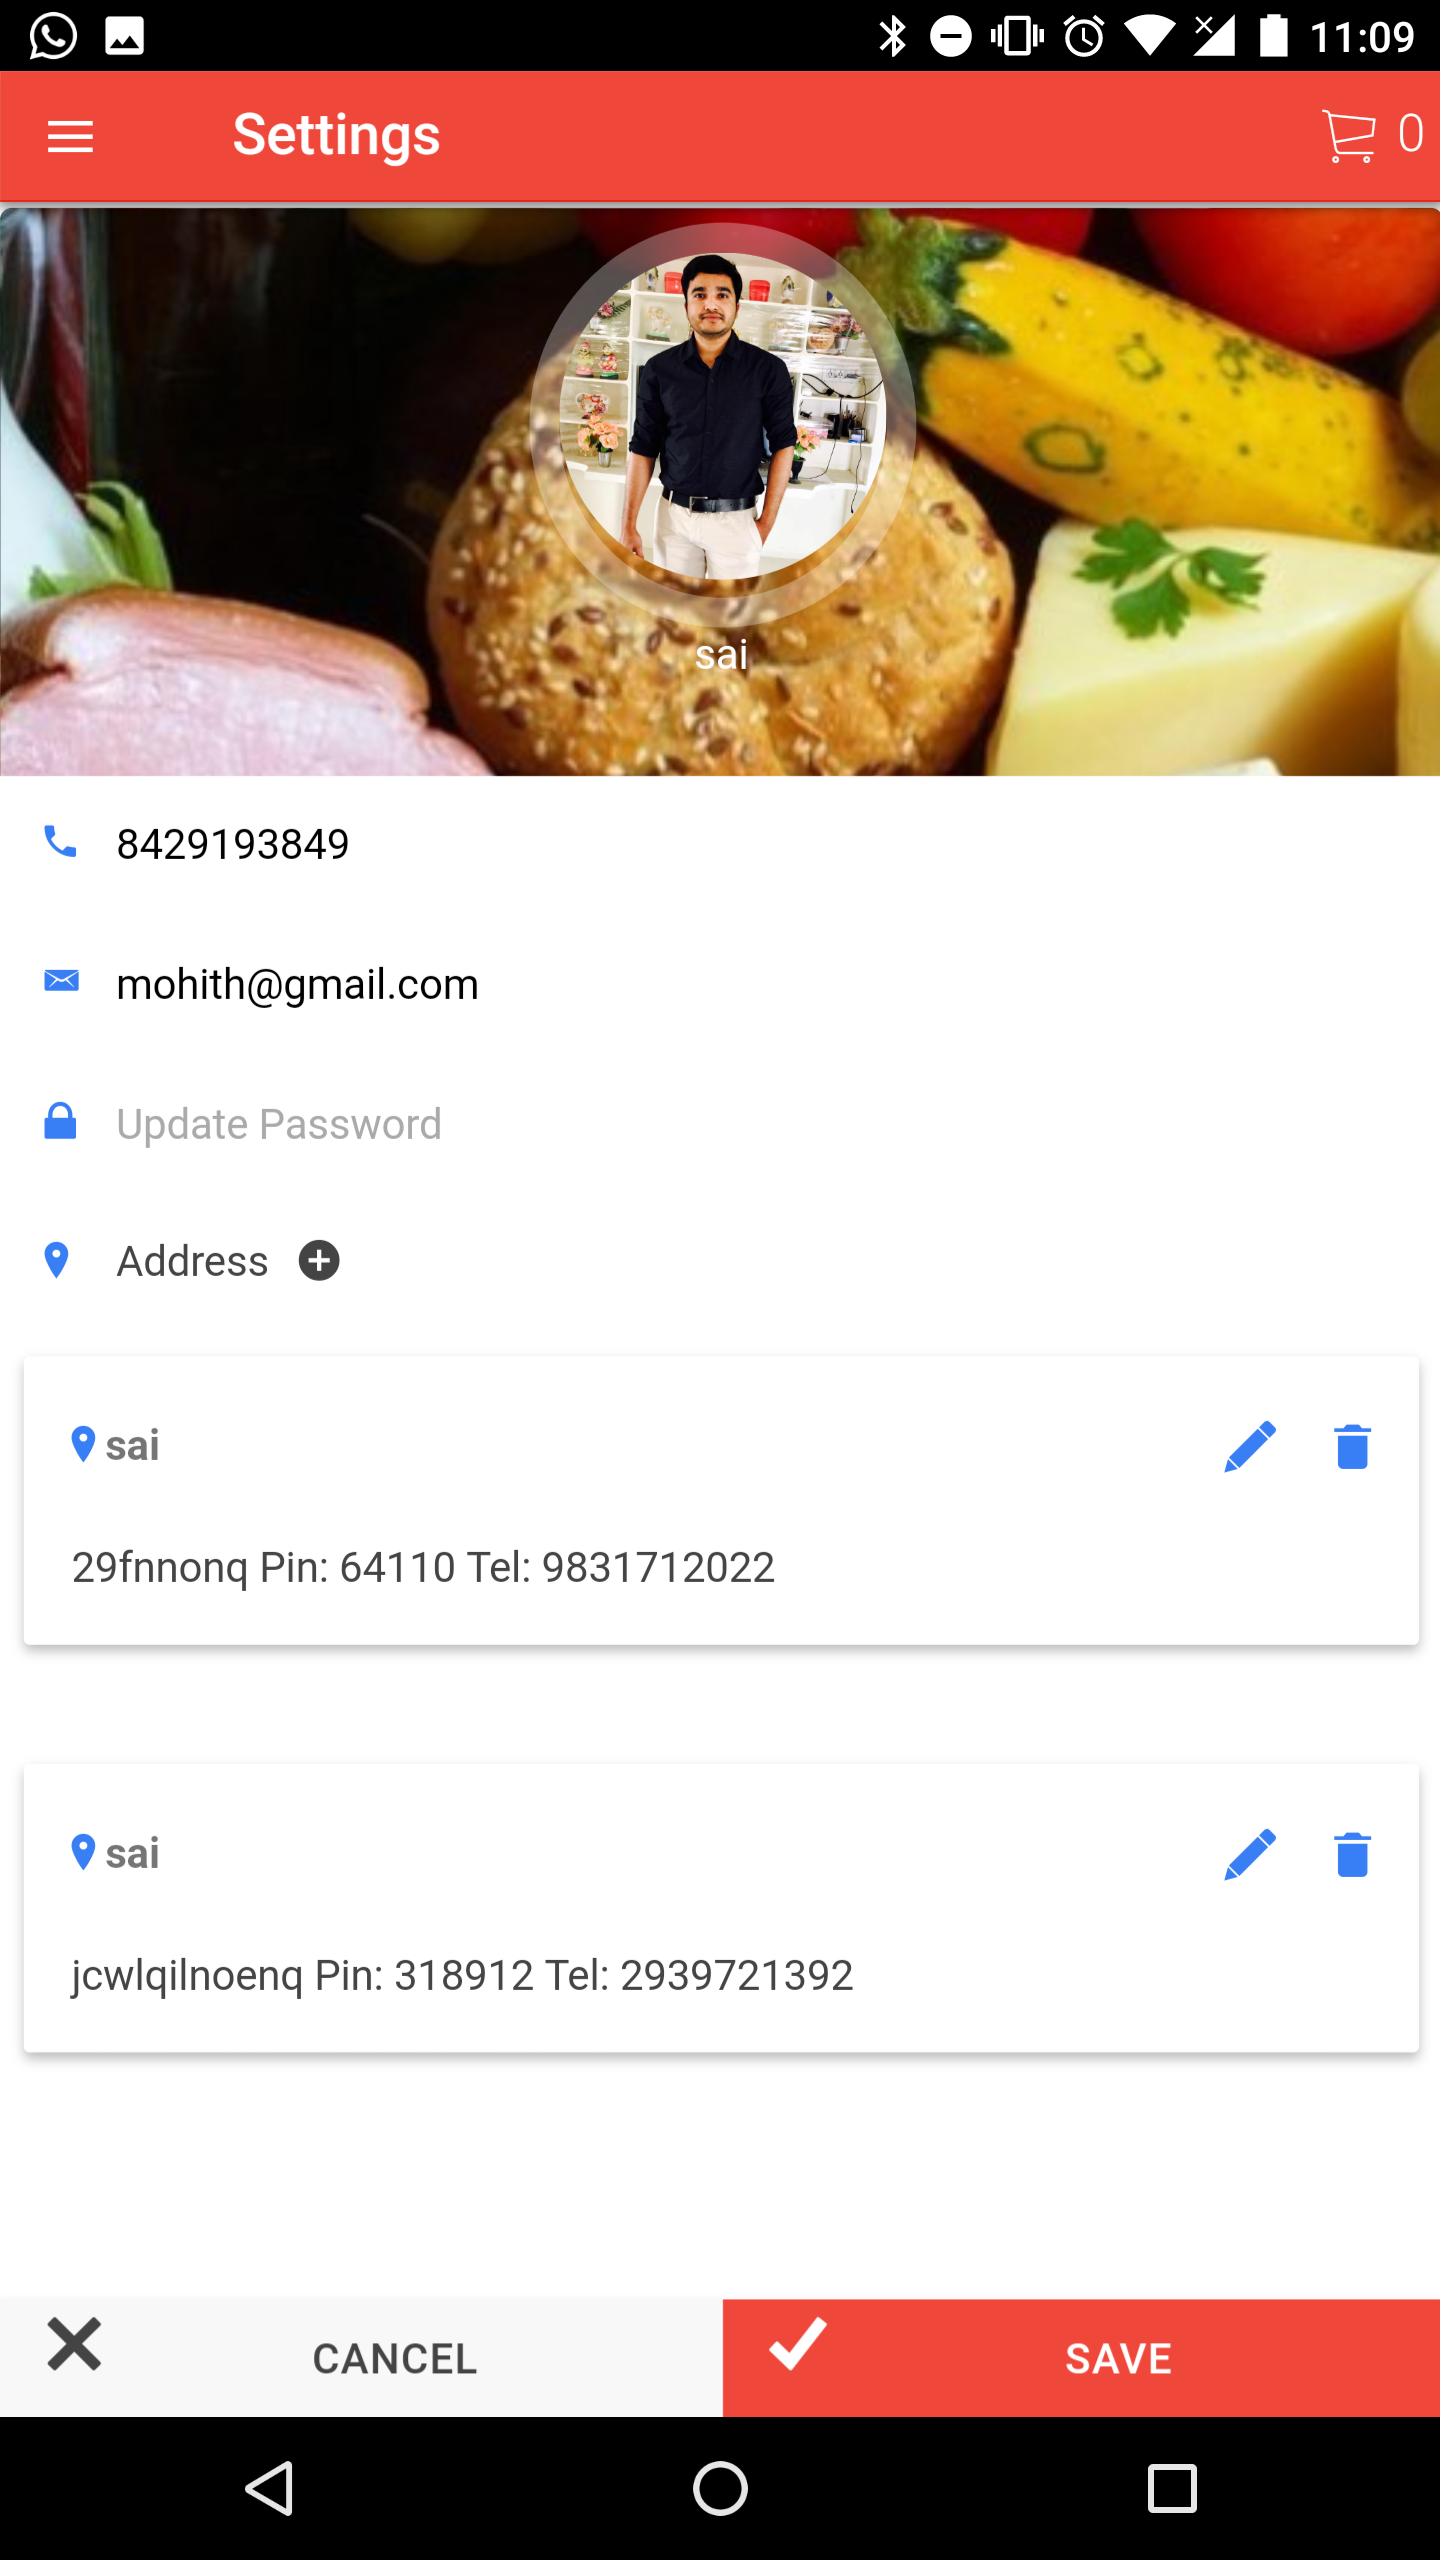 11:09
Settings 0
sai
8429193849
mohith@gmail.com
Update Password
Address
sai
29fnnonq Pin: 64110 Tel: 9831712022
sai
jcwlqilnoenq Pin: 318912 Tel: 2939721392
CANCEL SAVE